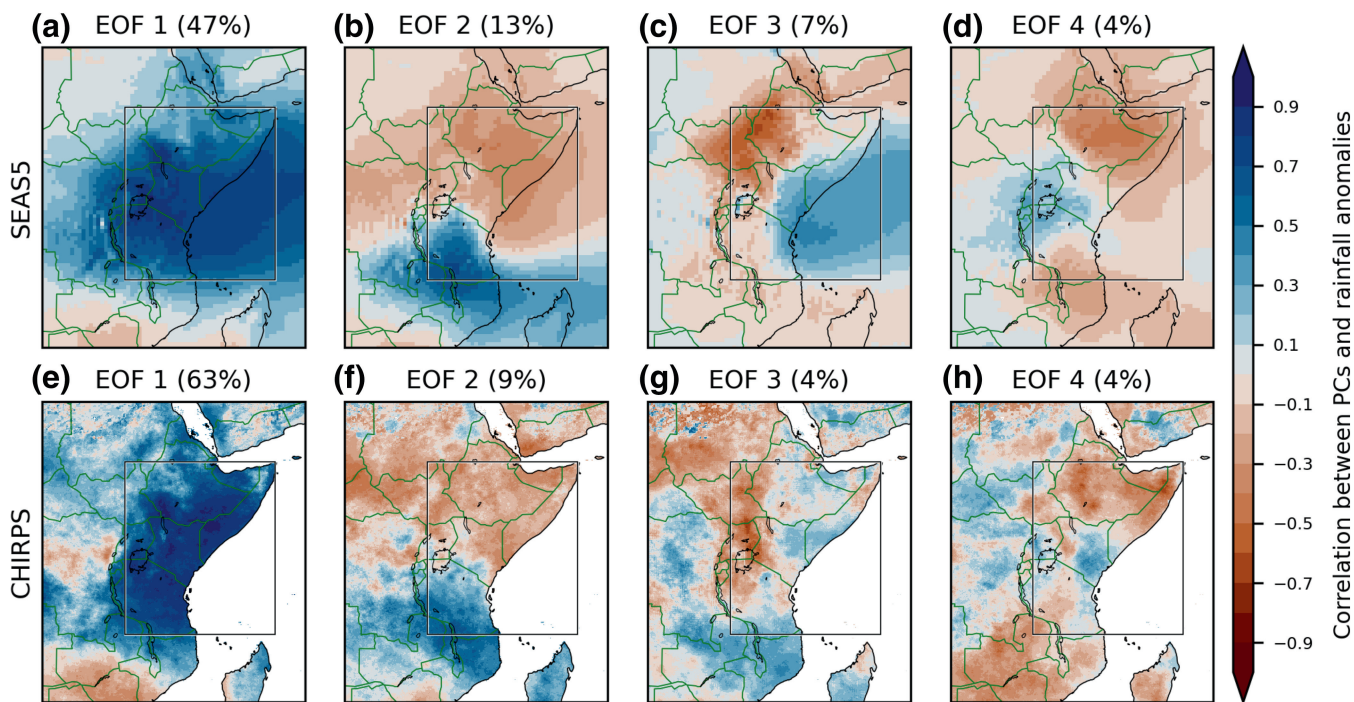 (a) EOF 1 (47%)
(b) EOF 2 (13%)
(c) EOF 3 (7%)
(d) EOF 4 (4%)
SEAS5
(e) EOF 1 (63%)
(f) EOF 2 (9%)
(g) EOF 3 (4%)
(h) EOF 4 (4%)
CHIRPS
0.9
0.7
0.5
0.3
0.1
−0.1
−0.3
−0.5
−0.7
−0.9
Correlation between PCs and rainfall anomalies